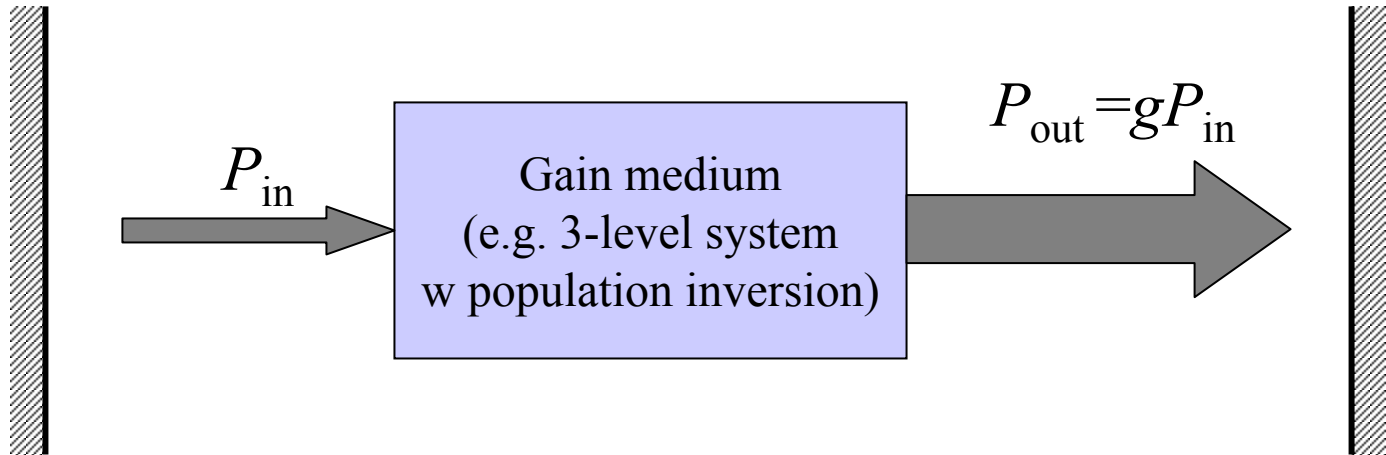 P_in
Gain medium
(e.g. 3-level system
w population inversion)
P_out =gP_in